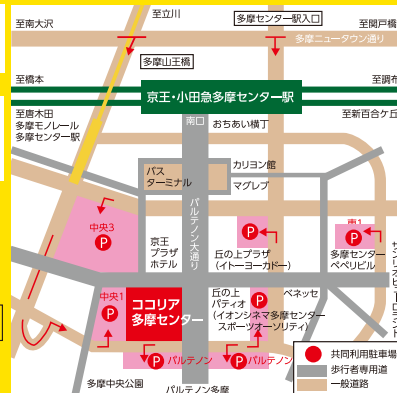 至南大沢
至立川
多摩センター駅入口
至関戸橋
多摩ニュータウン通り
多摩山王橋
至橋本
京王・小田急多摩センター駅
至調布
至唐木田
多摩モノレール
多摩センター駅
南口
おちあい横丁
至新百合ケ丘
バス
ターミナル
カリヨン館
マグレブ
パルテノン大通り
中央3
P
京王
プラザ
ホテル
P
丘の上プラザ
(イトーヨーカドー)
南1
P
多摩センター
ペペリビル
中央1
P
ココリア
多摩センター
丘の上
パティオ
(イオンシネマ多摩センター
スポーツオーソリティ)
P
ベネッセ
P パルテノン
P パルテノン
多摩中央公園
パルテノン多摩
P 共同利用駐車場
歩行者専用道
一般道路